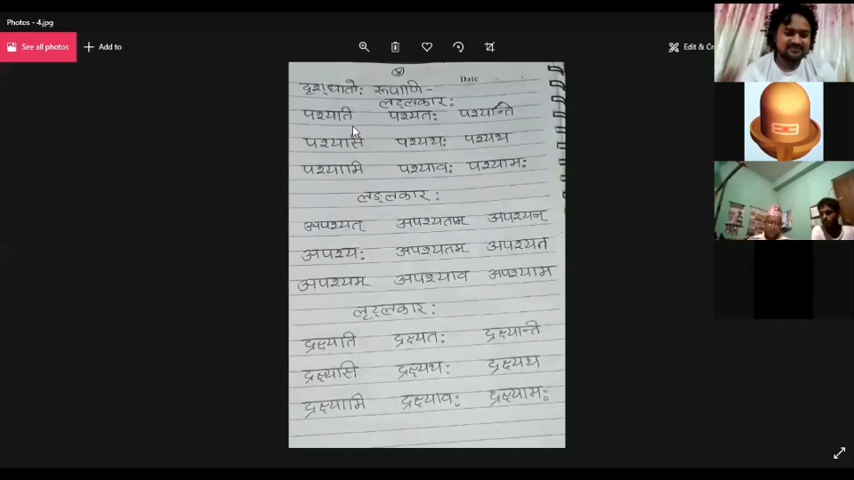 Photos - 4.jpg
See all photos
Add to
Edit & Cr
४
Date
दृश्धातोः रूपाणि -
लट्लकारः
पश्यति पश्यतः पश्यन्ति
पश्यसि पश्यथः पश्यथ
पश्यामि पश्यावः पश्यामः
लङ्लकारः
अपश्यत् अपश्यताम् अपश्यन्
अपश्यः अपश्यतम् अपश्यत
अपश्यम् अपश्याव अपश्याम
लृट्लकारः
द्रक्ष्यति द्रक्ष्यतः द्रक्ष्यन्ति
द्रक्ष्यसि द्रक्ष्यथः द्रक्ष्यथ
द्रक्ष्यामि द्रक्ष्यावः द्रक्ष्यामः